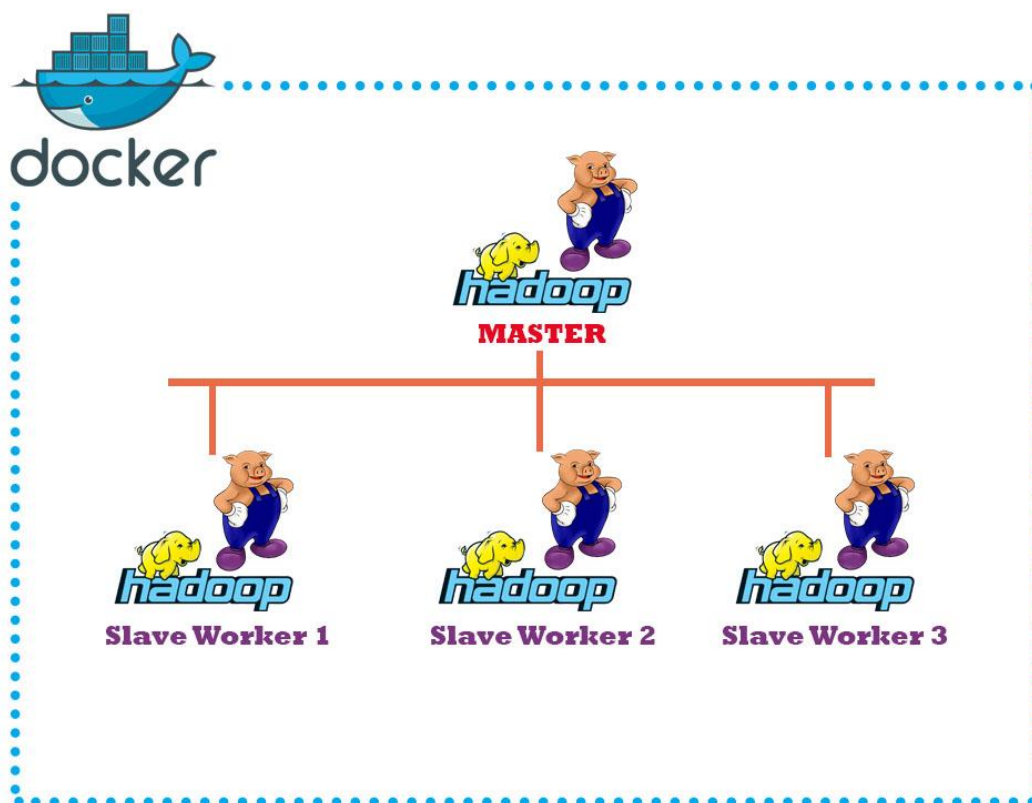 docker
hadoop
MASTER
hadoop
hadoop
hadoop
Slave Worker 1
Slave Worker 2
Slave Worker 3